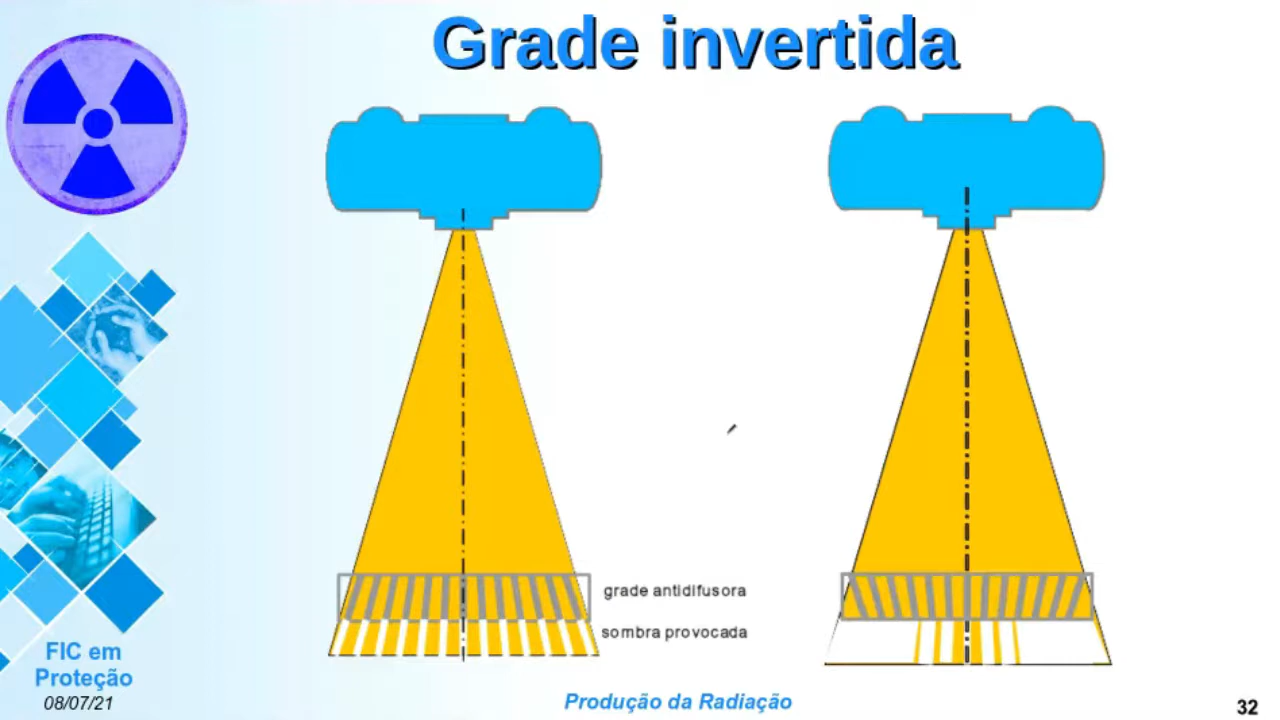 Grade invertida
grade antidifusora
sombra provocada
FIC em
Proteção
08/07/21
Produção da Radiação
32